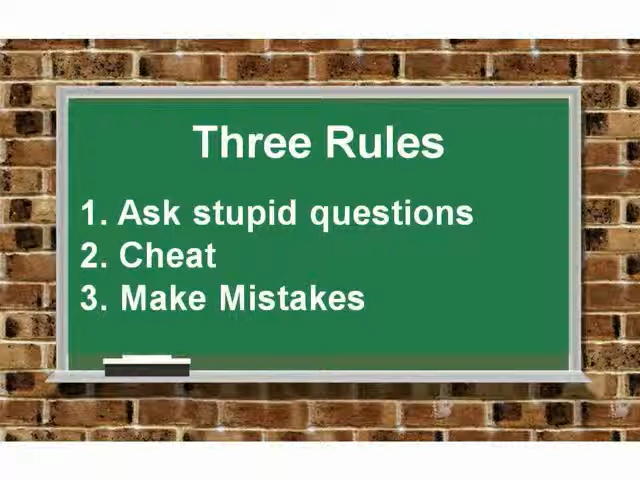 Three Rules
1. Ask stupid questions
2. Cheat
3. Make Mistakes